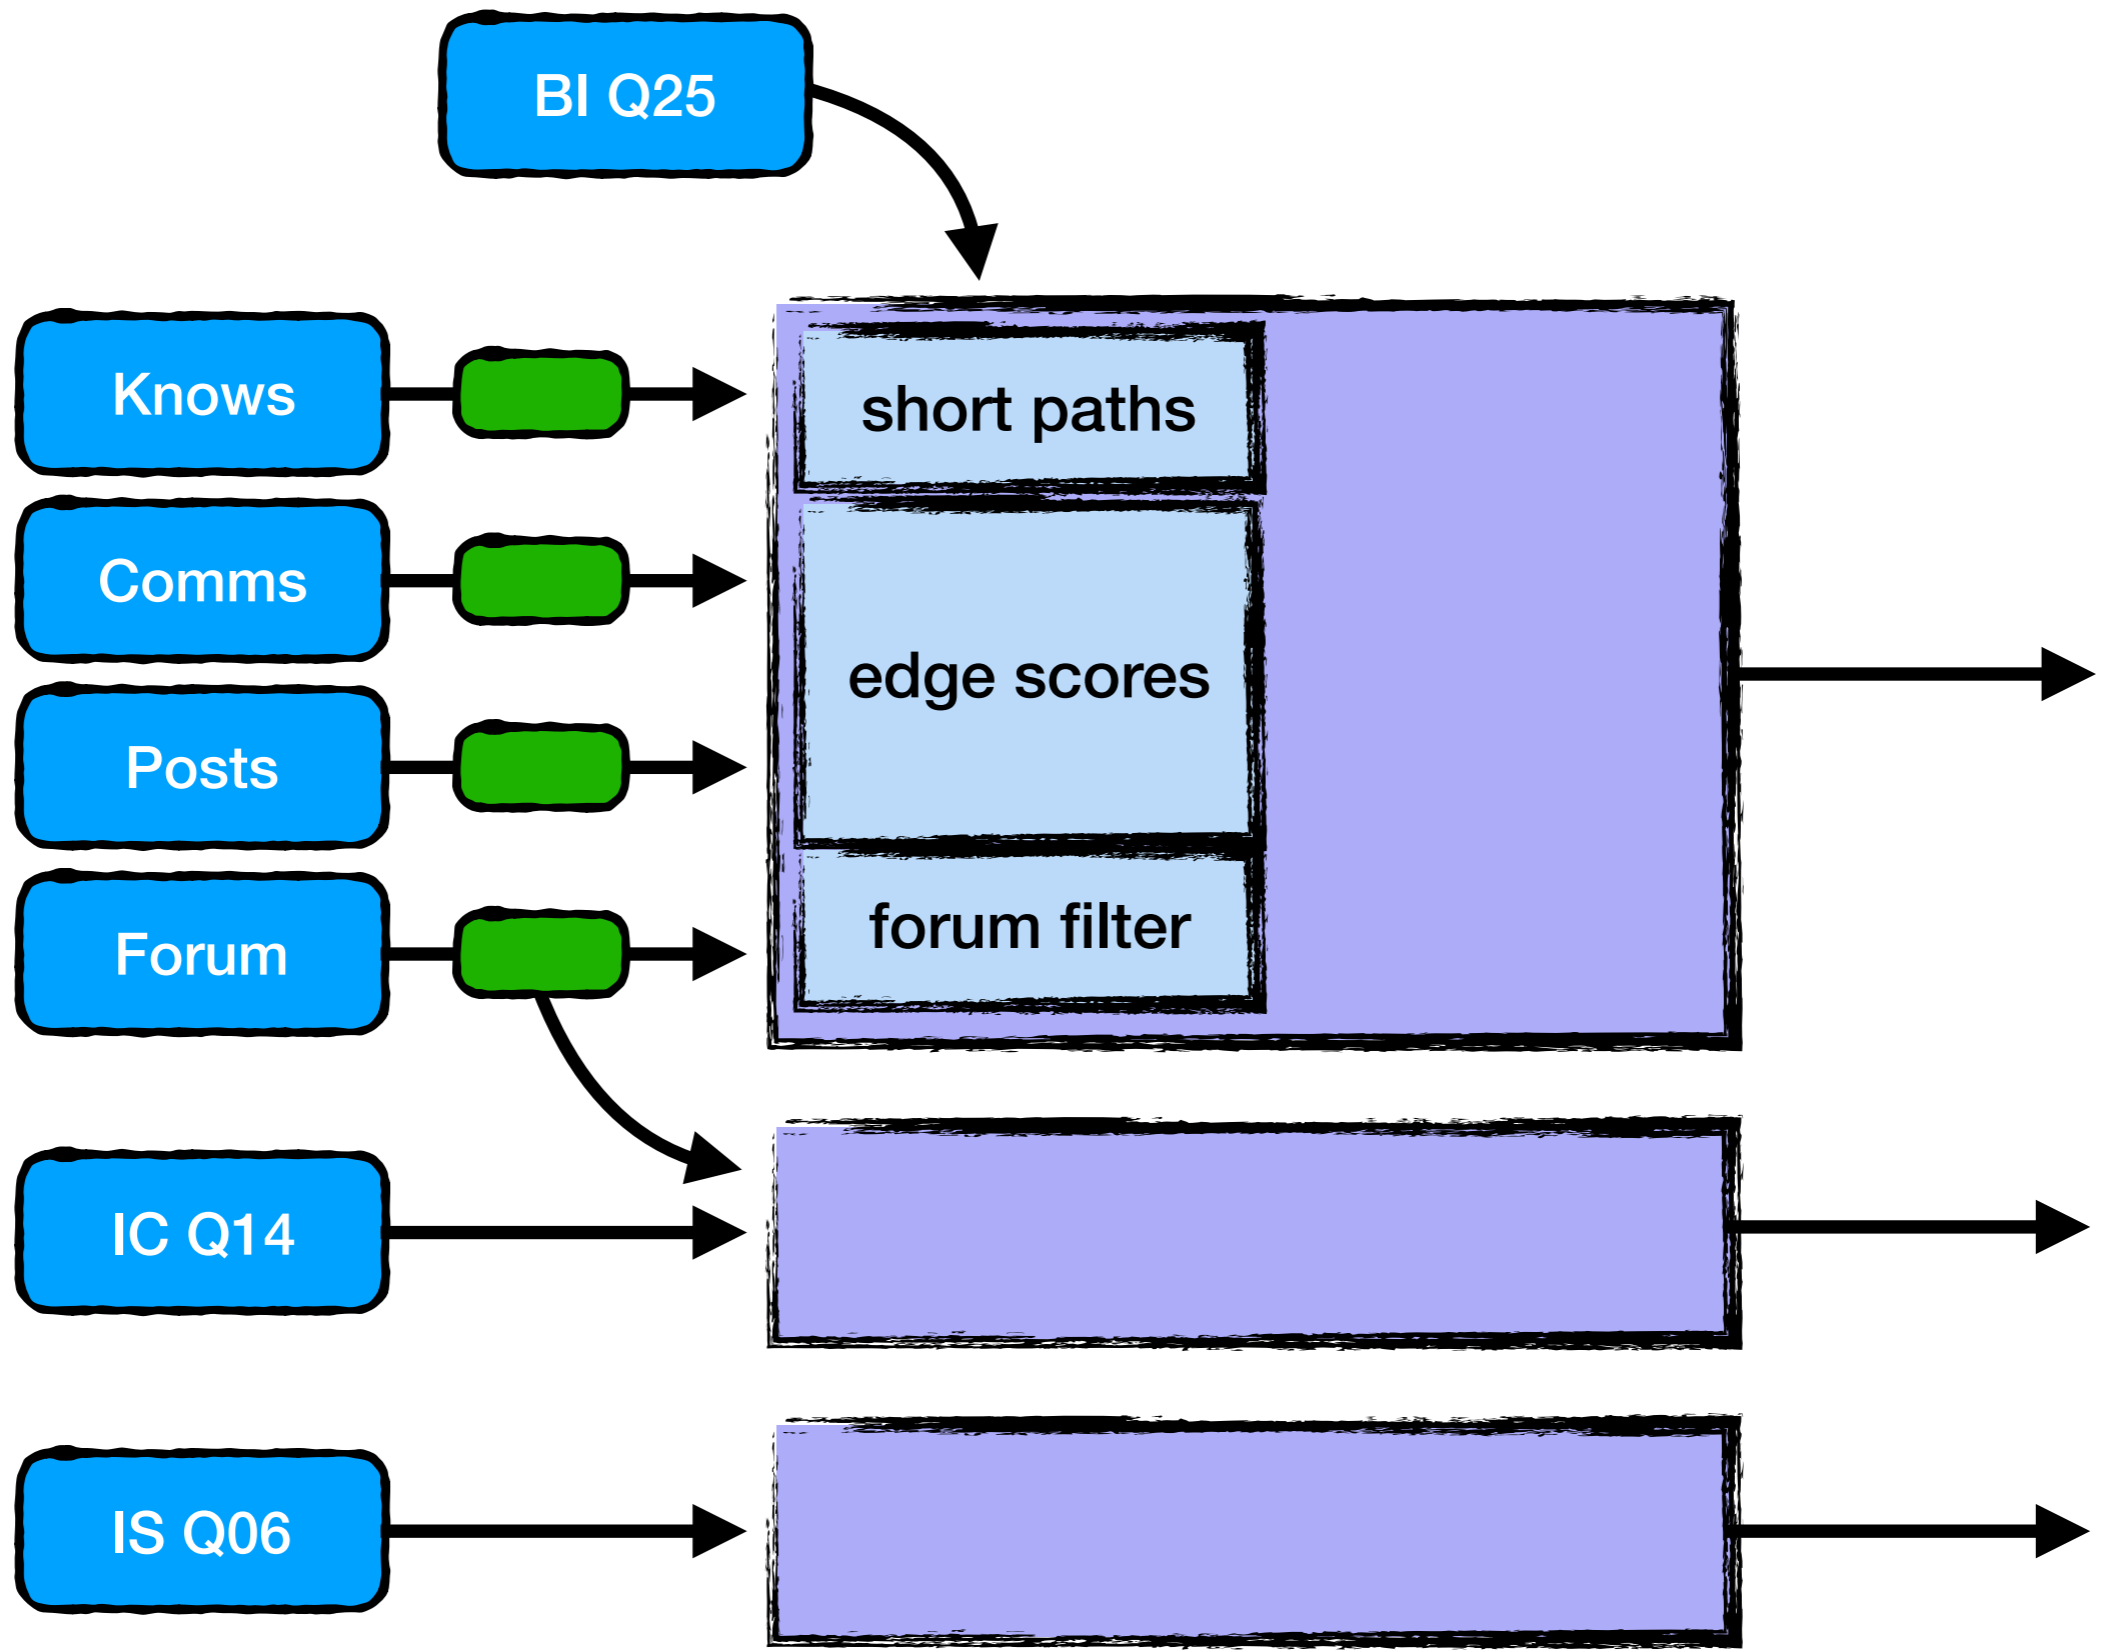 BI Q25
Knows
short paths
Comms
edge scores
Posts
Forum
forum filter
IC Q14
IS Q06